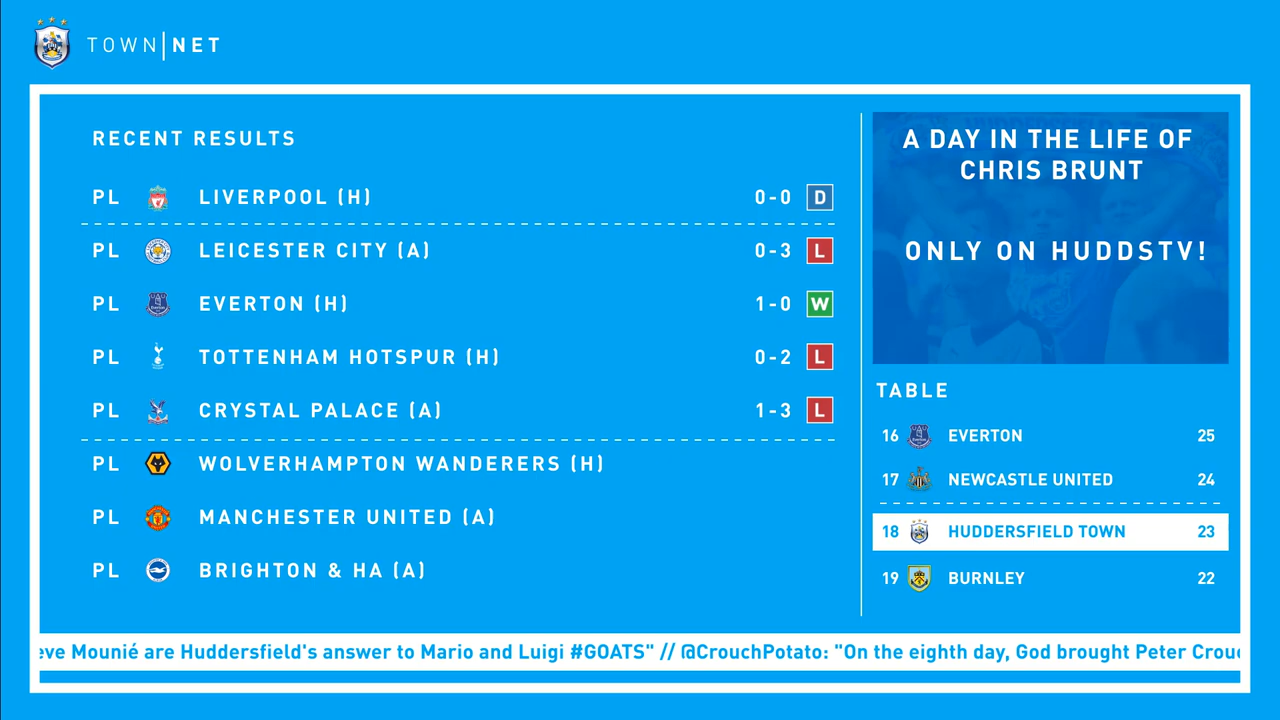 TOWN|NET
RECENT RESULTS
PL LIVERPOOL (H) 0-0 D
PL LEICESTER CITY (A) 0-3 L
PL EVERTON (H) 1-0 W
PL TOTTENHAM HOTSPUR (H) 0-2 L
PL CRYSTAL PALACE (A) 1-3 L
PL WOLVERHAMPTON WANDERERS (H)
PL MANCHESTER UNITED (A)
PL BRIGHTON & HA (A)
A DAY IN THE LIFE OF
CHRIS BRUNT
ONLY ON HUDDSTV!
TABLE
16 EVERTON 25
17 NEWCASTLE UNITED 24
18 HUDDERSFIELD TOWN 23
19 BURNLEY 22
eve Mounié are Huddersfield's answer to Mario and Luigi #GOATS" // @CrouchPotato: "On the eighth day, God brought Peter Crouc